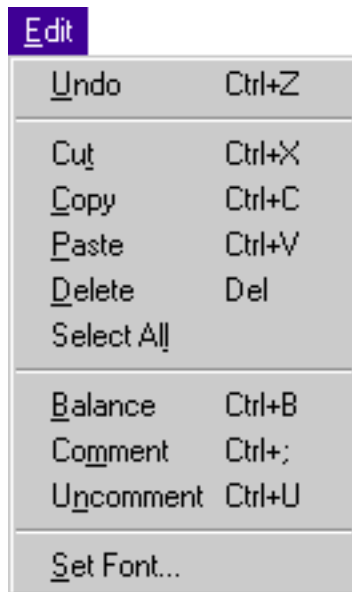 Edit
Undo Ctrl+Z
Cut Ctrl+X
Copy Ctrl+C
Paste Ctrl+V
Delete Del
Select All
Balance Ctrl+B
Comment Ctrl+;
Uncomment Ctrl+U
Set Font...